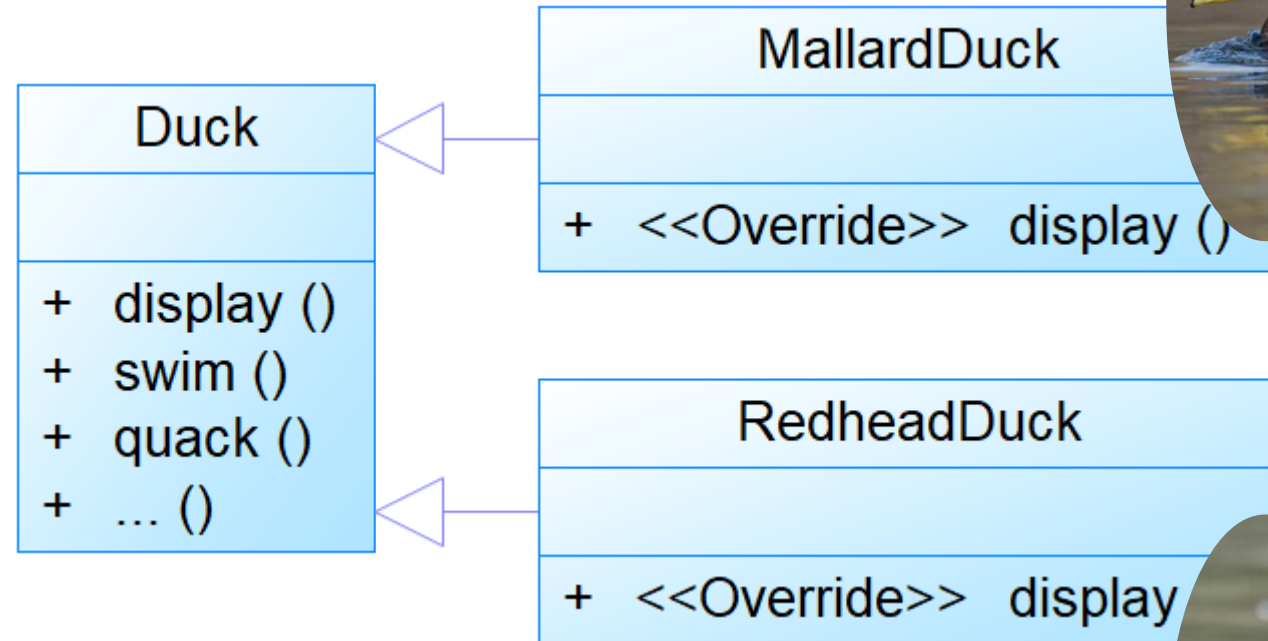 Duck
+ display ()
+ swim ()
+ quack ()
+ ... ()
MallardDuck
+ <<Override>> display ()
RedheadDuck
+ <<Override>> display